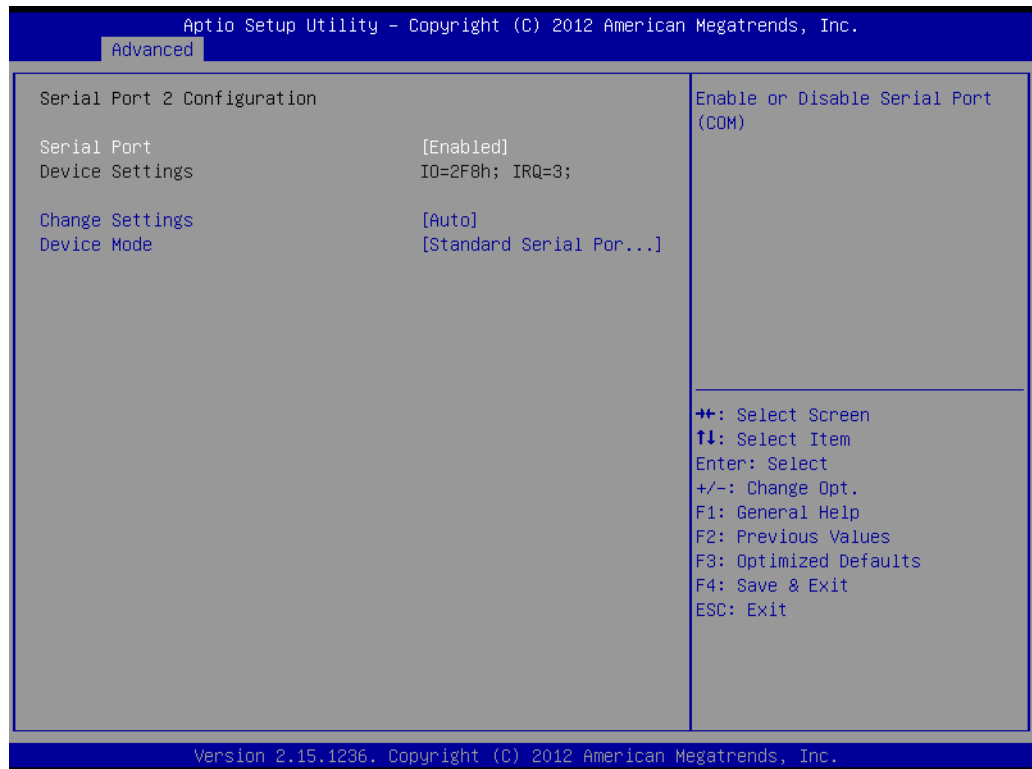 Aptio Setup Utility – Copyright (C) 2012 American Megatrends, Inc.
Advanced
Serial Port 2 Configuration
Serial Port [Enabled]
Device Settings IO=2F8h; IRQ=3;
Change Settings [Auto]
Device Mode [Standard Serial Por...]
Enable or Disable Serial Port
(COM)
→←: Select Screen
↑↓: Select Item
Enter: Select
+/-: Change Opt.
F1: General Help
F2: Previous Values
F3: Optimized Defaults
F4: Save & Exit
ESC: Exit
Version 2.15.1236. Copyright (C) 2012 American Megatrends, Inc.